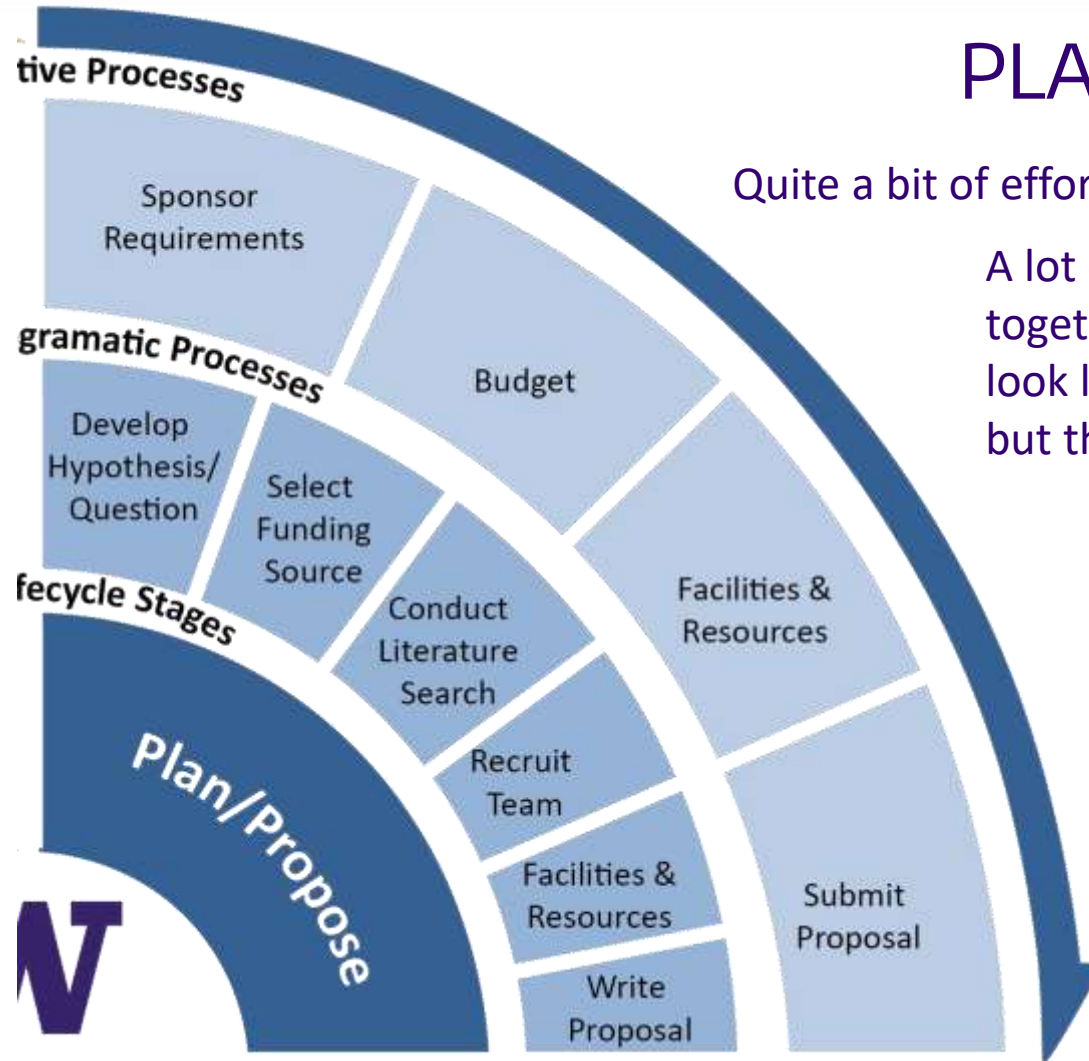 PLA
Quite a bit of effor
A lot
toget
look l
but th
tive Processes
Sponsor
Requirements
Budget
Facilities &
Resources
Submit
Proposal
gramatic Processes
Develop
Hypothesis/
Question
Select
Funding
Source
Conduct
Literature
Search
Recruit
Team
Facilities &
Resources
Write
Proposal
fecycle Stages
Plan/Propose
W